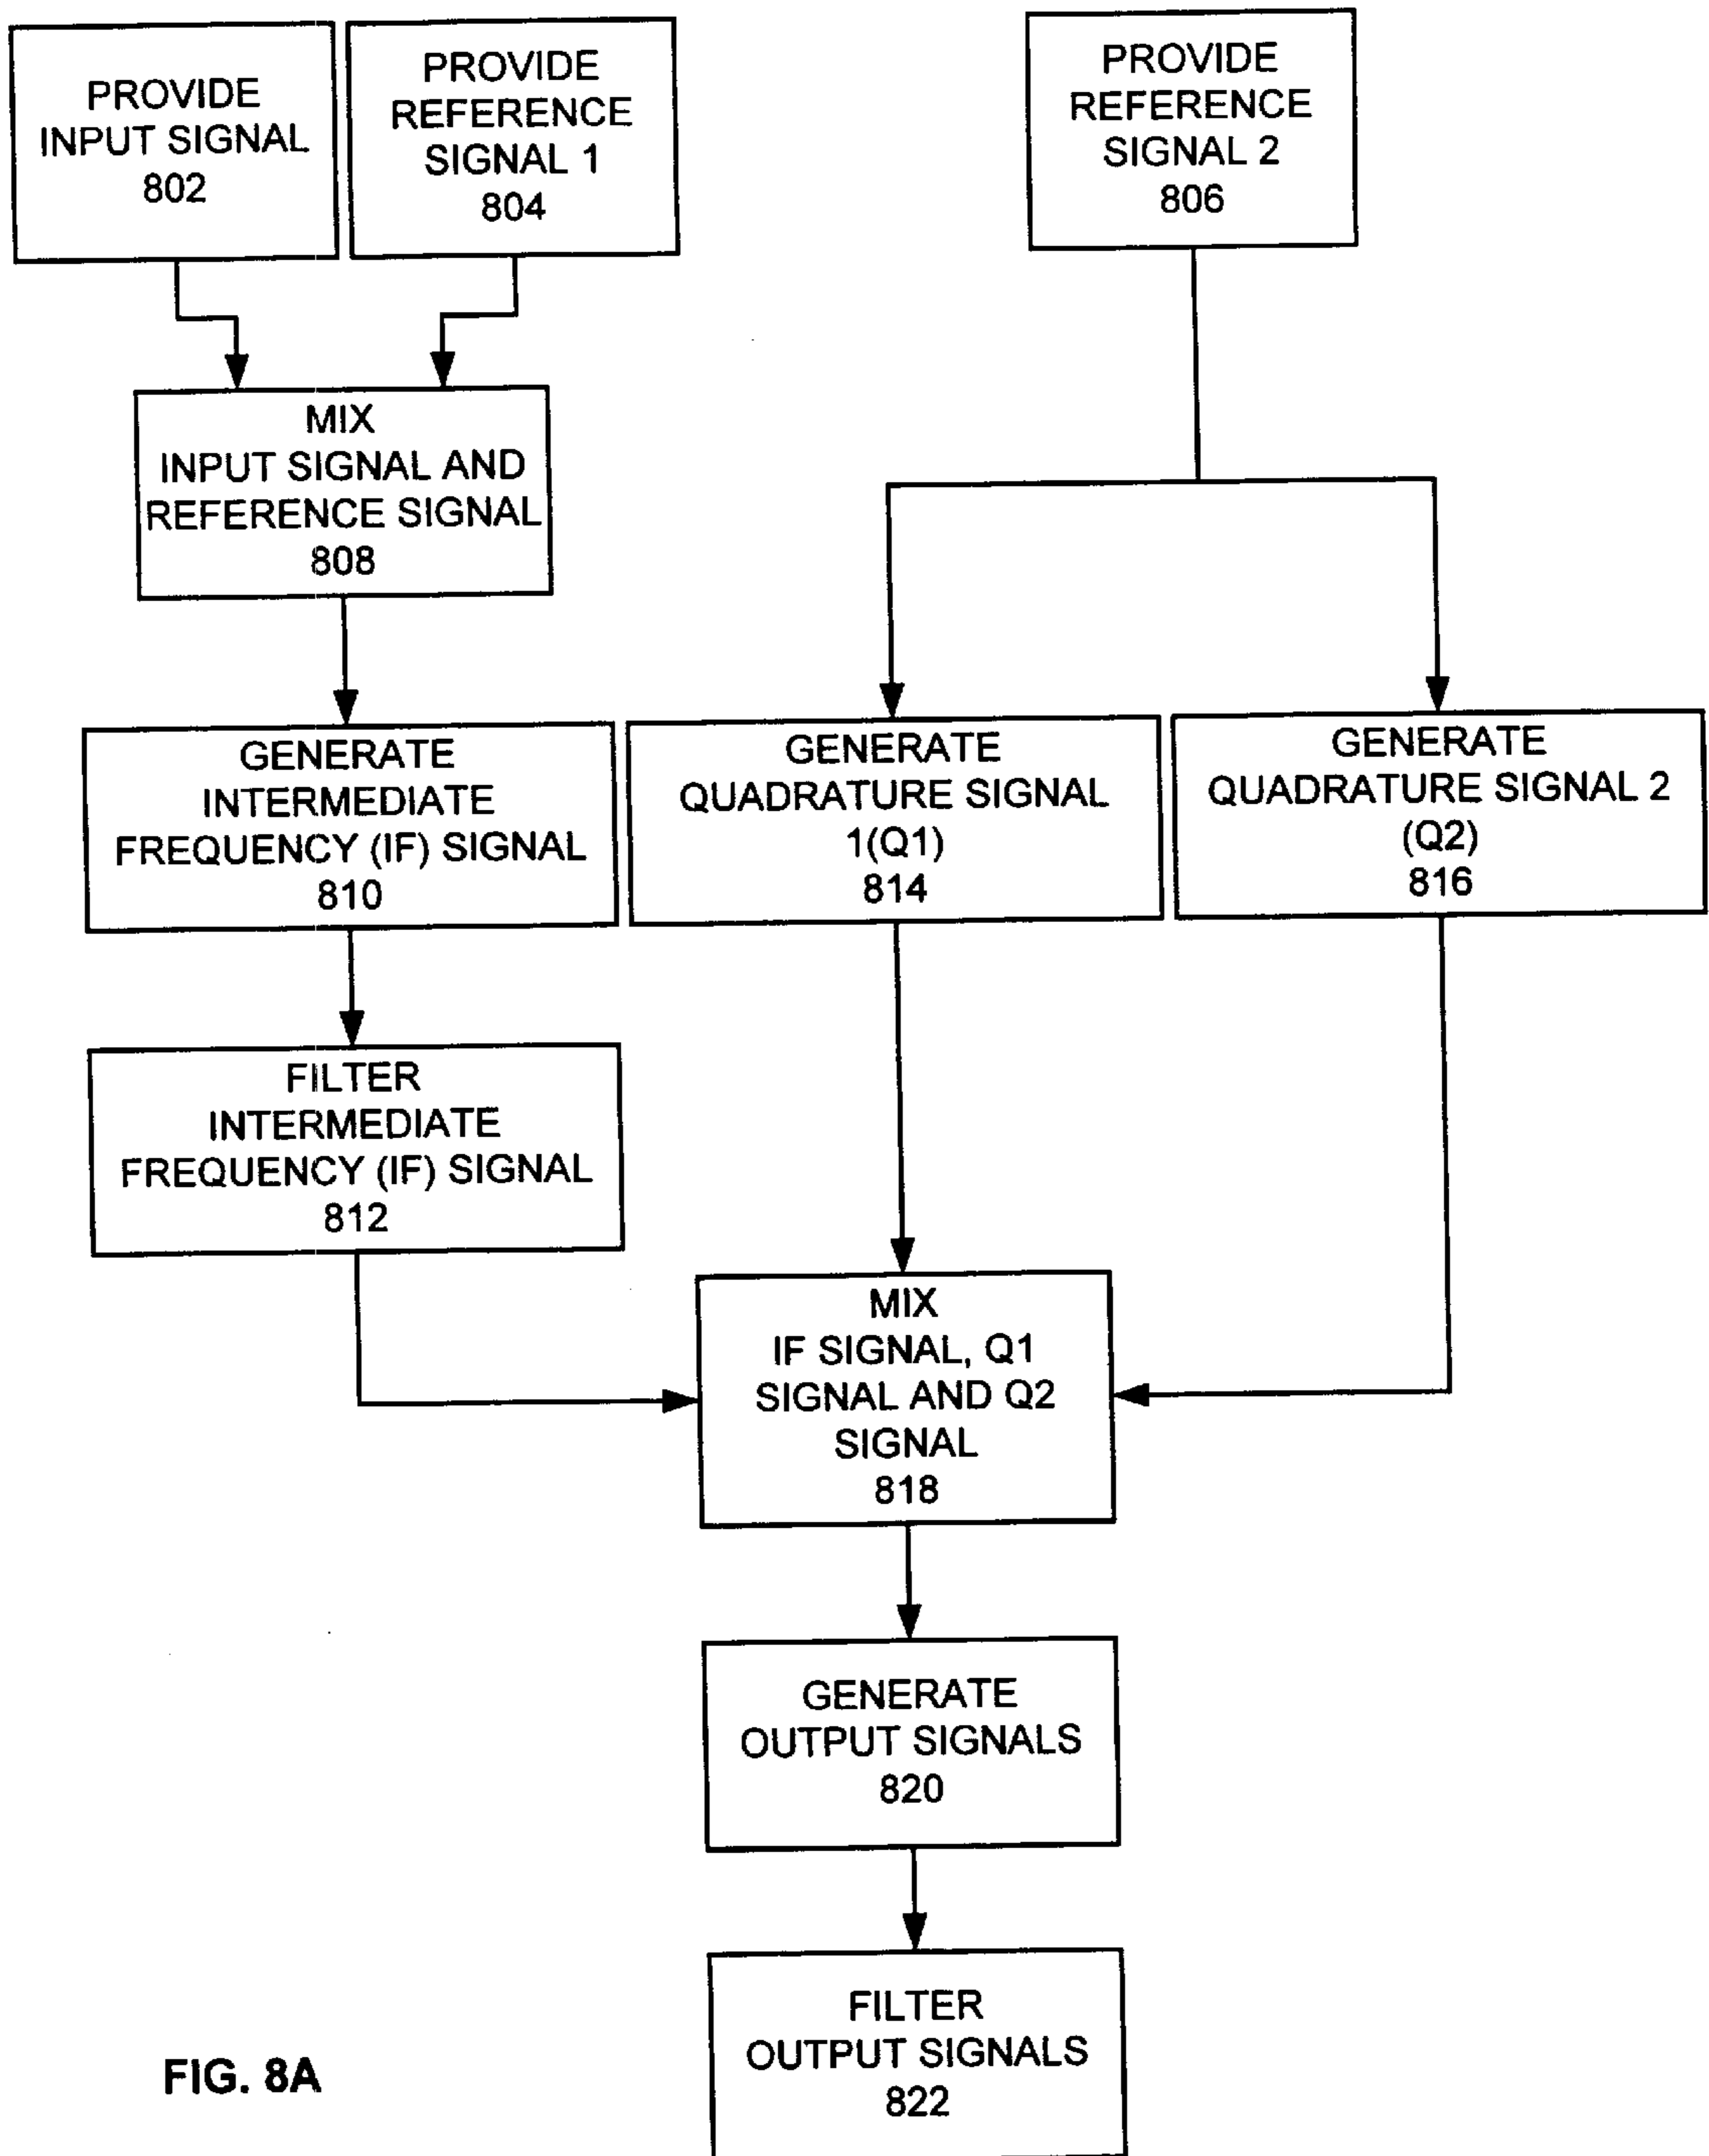 PROVIDE
INPUT SIGNAL
802
PROVIDE
REFERENCE
SIGNAL 1
804
PROVIDE
REFERENCE
SIGNAL 2
806
MIX
INPUT SIGNAL AND
REFERENCE SIGNAL
808
GENERATE
INTERMEDIATE
FREQUENCY (IF) SIGNAL
810
GENERATE
QUADRATURE SIGNAL
1(Q1)
814
GENERATE
QUADRATURE SIGNAL 2
(Q2)
816
FILTER
INTERMEDIATE
FREQUENCY (IF) SIGNAL
812
MIX
IF SIGNAL, Q1
SIGNAL AND Q2
SIGNAL
818
GENERATE
OUTPUT SIGNALS
820
FILTER
OUTPUT SIGNALS
822
FIG. 8A